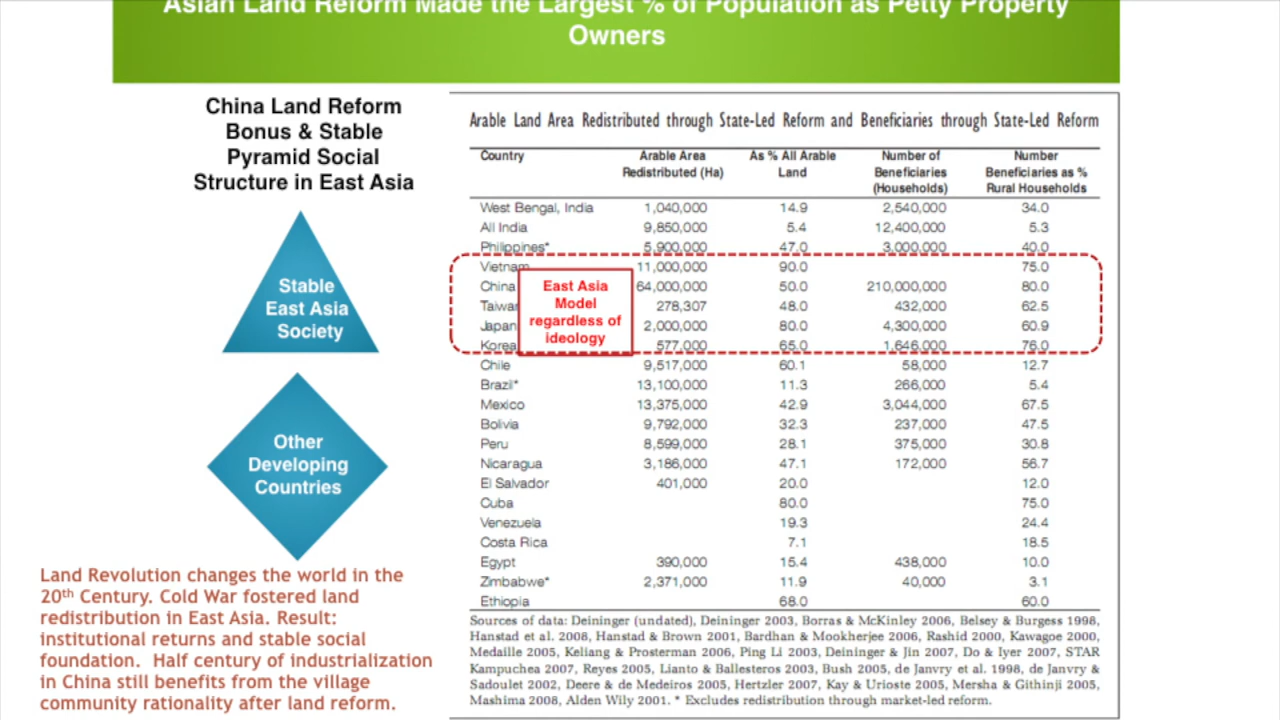 Asian Land Reform Made the Largest % of Population as Petty Property
Owners
China Land Reform
Bonus & Stable
Pyramid Social
Structure in East Asia
Stable
East Asia
Society
Other
Developing
Countries
Land Revolution changes the world in the
20th Century. Cold War fostered land
redistribution in East Asia. Result:
institutional returns and stable social
foundation. Half century of industrialization
in China still benefits from the village
community rationality after land reform.
Arable Land Area Redistributed through State-Led Reform and Beneficiaries through State-Led Reform
Country Arable Area As % All Arable Number of Number
Redistributed (Ha) Land Beneficiaries Beneficiaries as %
(Households) Rural Households
West Bengal, India 1,040,000 14.9 2,540,000 34.0
All India 9,850,000 5.4 12,400,000 5.3
Philippines* 5,900,000 47.0 3,000,000 40.0
Vietnam 11,000,000 90.0 75.0
China 64,000,000 50.0 210,000,000 80.0
Taiwan 278,307 48.0 432,000 62.5
Japan 2,000,000 80.0 4,300,000 60.9
Korea 577,000 65.0 1,646,000 76.0
East Asia
Model
regardless of
ideology
Chile 9,517,000 60.1 58,000 12.7
Brazil* 13,100,000 11.3 266,000 5.4
Mexico 13,375,000 42.9 3,044,000 67.5
Bolivia 9,792,000 32.3 237,000 47.5
Peru 8,599,000 28.1 375,000 30.8
Nicaragua 3,186,000 47.1 172,000 56.7
El Salvador 401,000 20.0 12.0
Cuba 80.0 75.0
Venezuela 19.3 24.4
Costa Rica 7.1 18.5
Egypt 390,000 15.4 438,000 10.0
Zimbabwe* 2,371,000 11.9 40,000 3.1
Ethiopia 68.0 60.0
Sources of data: Deininger (undated), Deininger 2003, Borras & McKinley 2006, Belsey & Burgess 1998,
Hanstad et al. 2008, Hanstad & Brown 2001, Bardhan & Mookherjee 2006, Rashid 2000, Kawagoe 2000,
Medaille 2005, Keliang & Prosterman 2006, Ping Li 2003, Deininger & Jin 2007, Do & Iyer 2007, STAR
Kampuchea 2007, Reyes 2005, Lianto & Ballesteros 2003, Bush 2005, de Janvry et al. 1998, de Janvry &
Sadoulet 2002, Deere & de Medeiros 2005, Hertzler 2007, Kay & Urioste 2005, Mersha & Githinji 2005,
Mashima 2008, Alden Wily 2001. * Excludes redistribution through market-led reform.